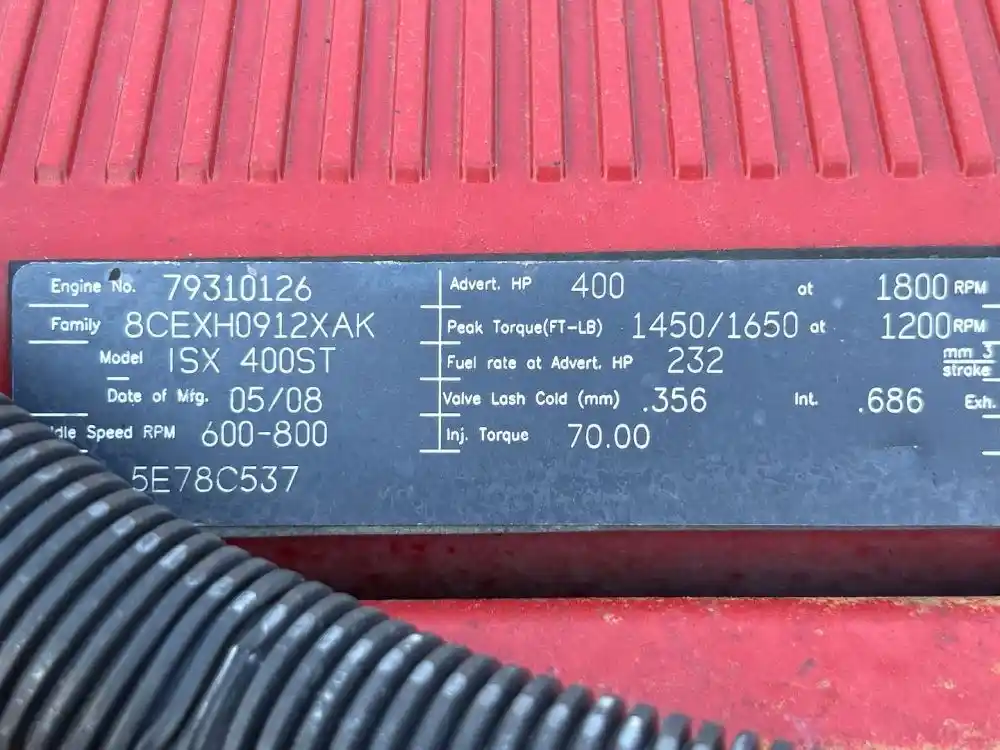 Engine No. 79310126
Family 8CEXH0912XAK
Model ISX 400ST
Date of Mfg. 05/08
Speed RPM 600-800
5E78C537
Advert. HP 400 at 1800 RPM
Peak Torque(FT-LB) 1450/1650 at 1200 RPM
Fuel rate at Advert. HP 232 mm 3 stroke
Valve Lash Cold (mm) .356 Int. .686 Exh.
Inj. Torque 70.00